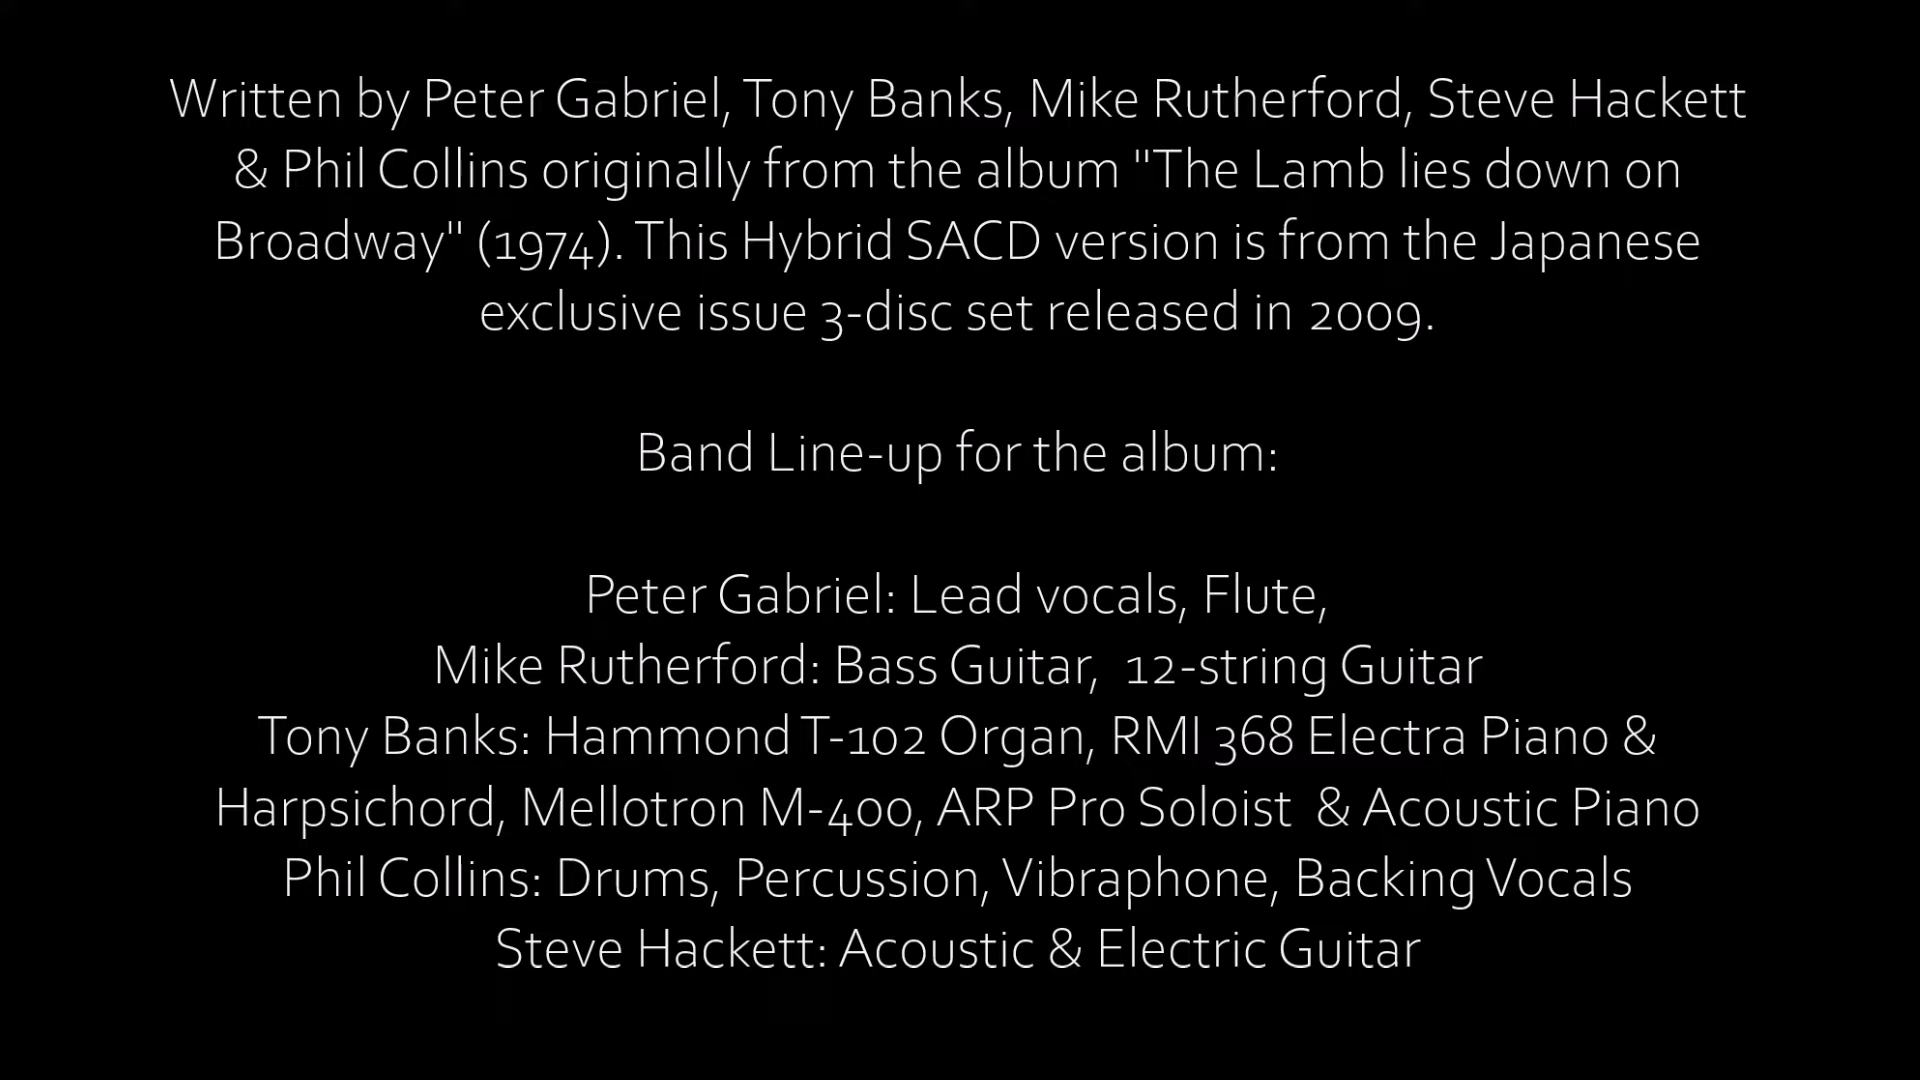 Written by Peter Gabriel, Tony Banks, Mike Rutherford, Steve Hackett
& Phil Collins originally from the album "The Lamb lies down on
Broadway" (1974). This Hybrid SACD version is from the Japanese
exclusive issue 3-disc set released in 2009.
Band Line-up for the album:
Peter Gabriel: Lead vocals, Flute,
Mike Rutherford: Bass Guitar,  12-string Guitar
Tony Banks: Hammond T-102 Organ, RMI 368 Electra Piano &
Harpsichord, Mellotron M-400, ARP Pro Soloist  & Acoustic Piano
Phil Collins: Drums, Percussion, Vibraphone, Backing Vocals
Steve Hackett: Acoustic & Electric Guitar